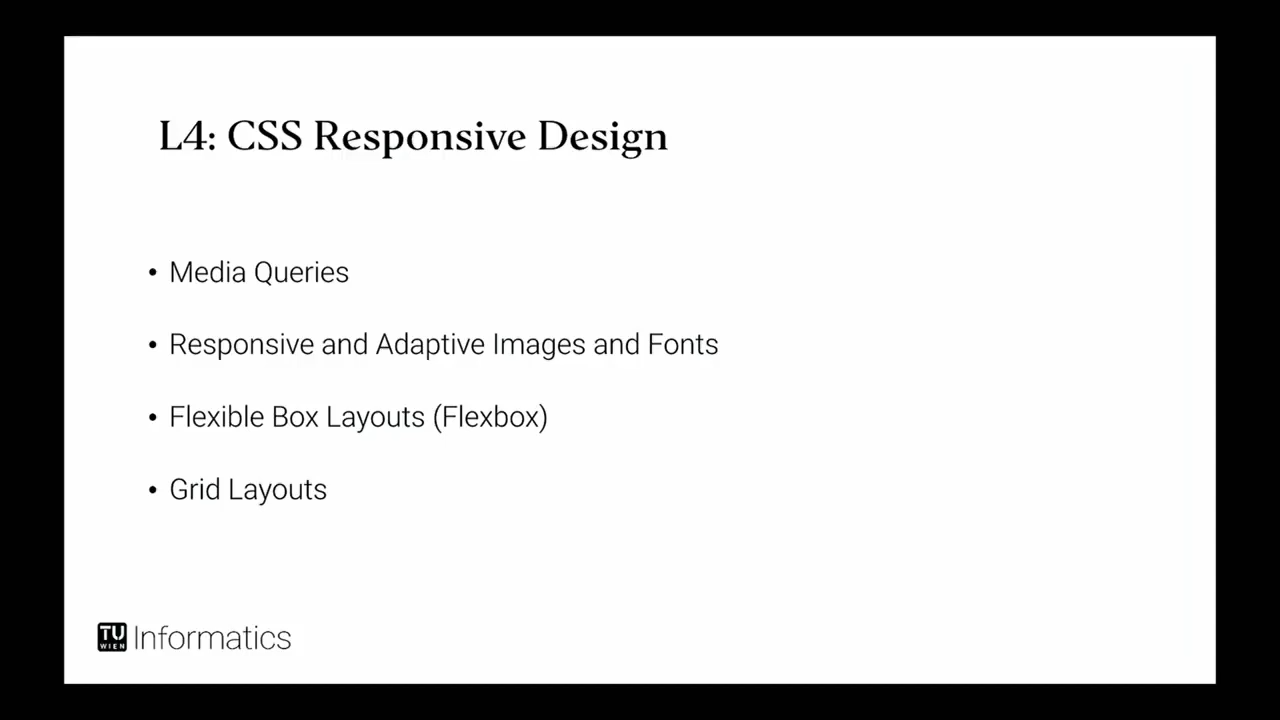 L4: CSS Responsive Design
• Media Queries
• Responsive and Adaptive Images and Fonts
• Flexible Box Layouts (Flexbox)
• Grid Layouts
TU
WIEN
Informatics